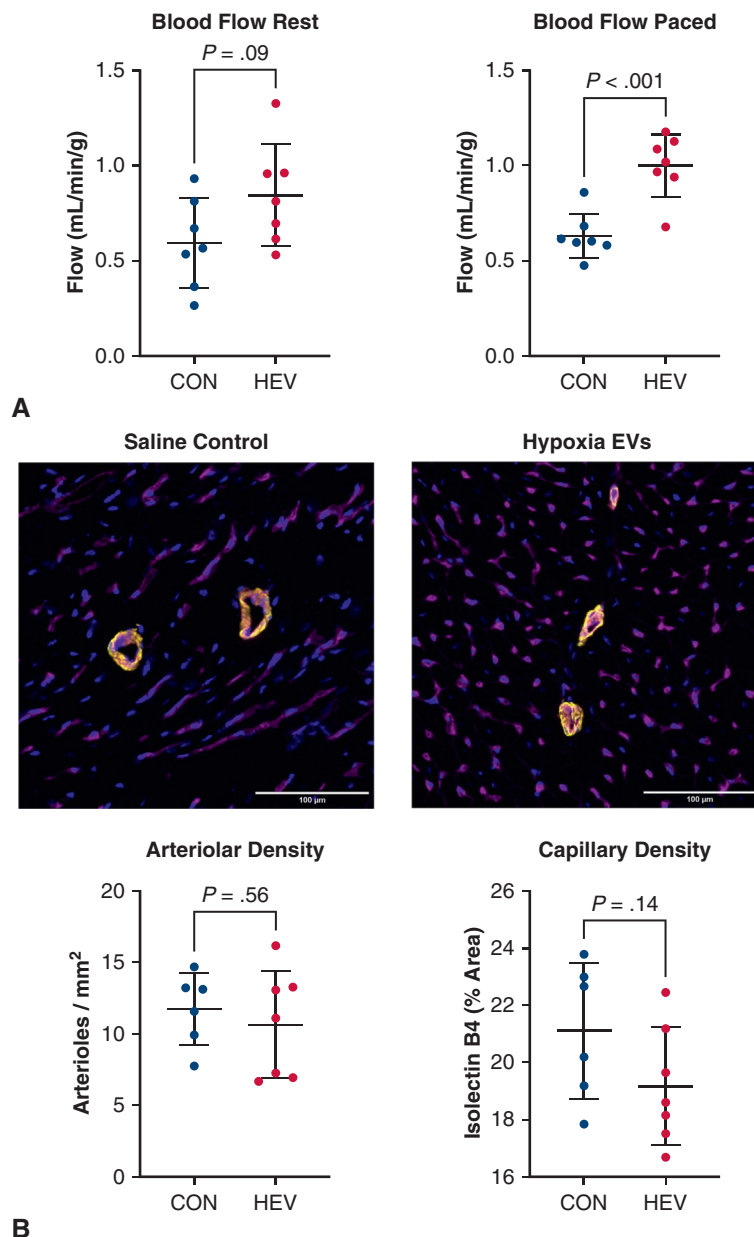 Blood Flow Rest
P = .09
Flow (mL/min/g)
1.5
1.0
0.5
0.0
CON HEV
Blood Flow Paced
P < .001
Flow (mL/min/g)
1.5
1.0
0.5
0.0
CON HEV
A
Saline Control
100 µm
Hypoxia EVs
100 µm
Arteriolar Density
P = .56
Arterioles / mm²
20
15
10
5
0
CON HEV
Capillary Density
P = .14
Isolectin B4 (% Area)
26
24
22
20
18
16
CON HEV
B